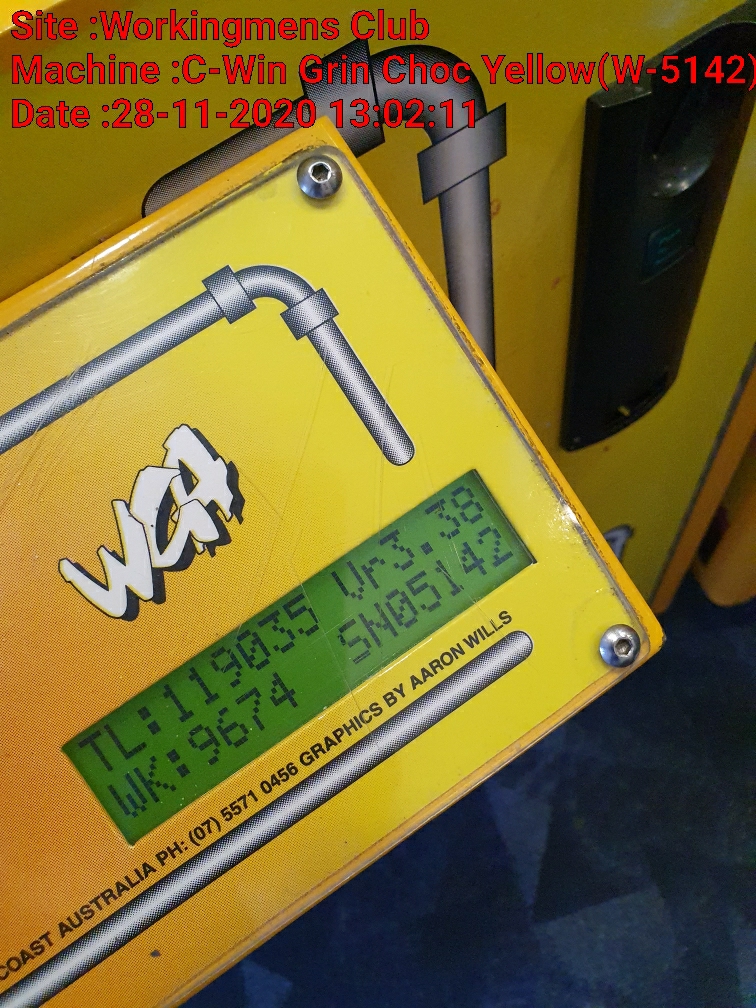 Site :Workingmens Club
Machine :C-Win Grin Choc Yellow(W-5142)
Date :28-11-2020 13:02:11
WGA
TL:119035 Vr3.38
WK:9674 SN05142
COAST AUSTRALIA PH: (07) 5571 0456 GRAPHICS BY AARON WILLS